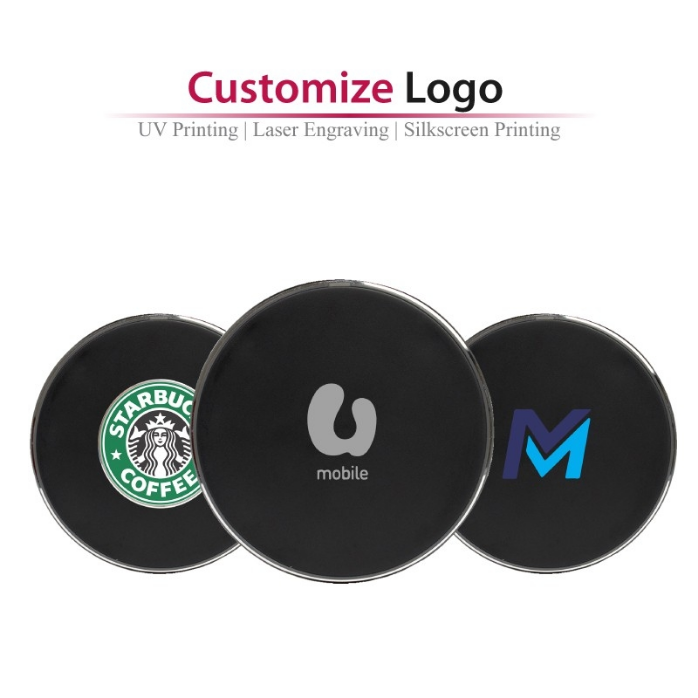 Customize Logo
UV Printing | Laser Engraving | Silkscreen Printing
STARBUC
COFFEE
mobile
M